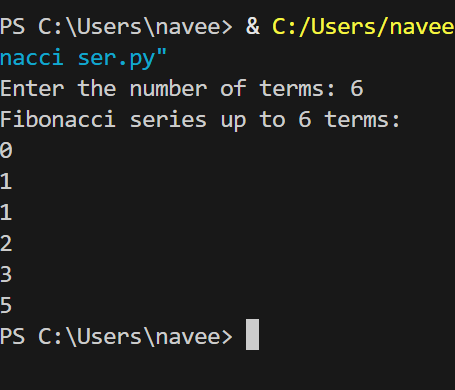 PS C:\Users\navee> & C:/Users/navee
nacci ser.py"
Enter the number of terms: 6
Fibonacci series up to 6 terms:
0
1
1
2
3
5
PS C:\Users\navee>